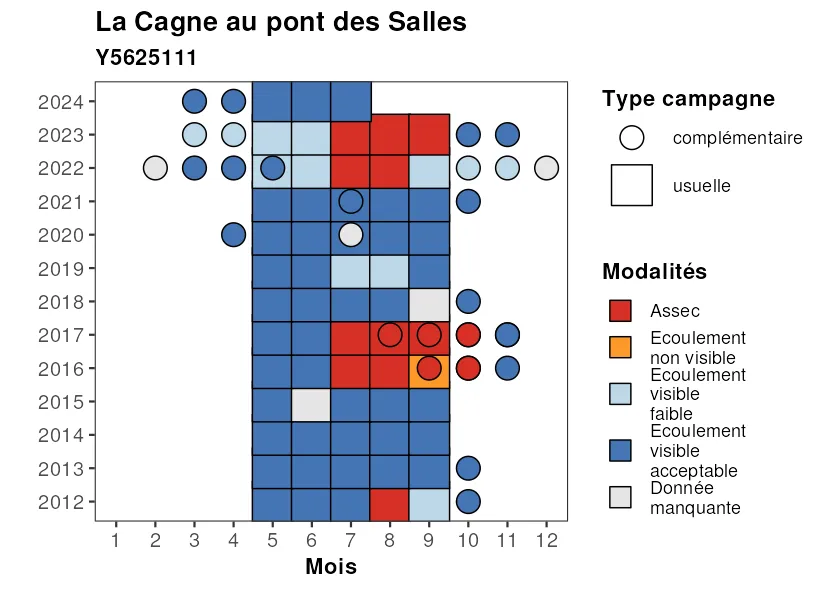 La Cagne au pont des Salles
Y5625111
2024
2023
2022
2021
2020
2019
2018
2017
2016
2015
2014
2013
2012
1 2 3 4 5 6 7 8 9 10 11 12
Mois
Type campagne
complémentaire
usuelle
Modalités
Assec
Ecoulement
non visible
Ecoulement
visible
faible
Ecoulement
visible
acceptable
Donnée
manquante